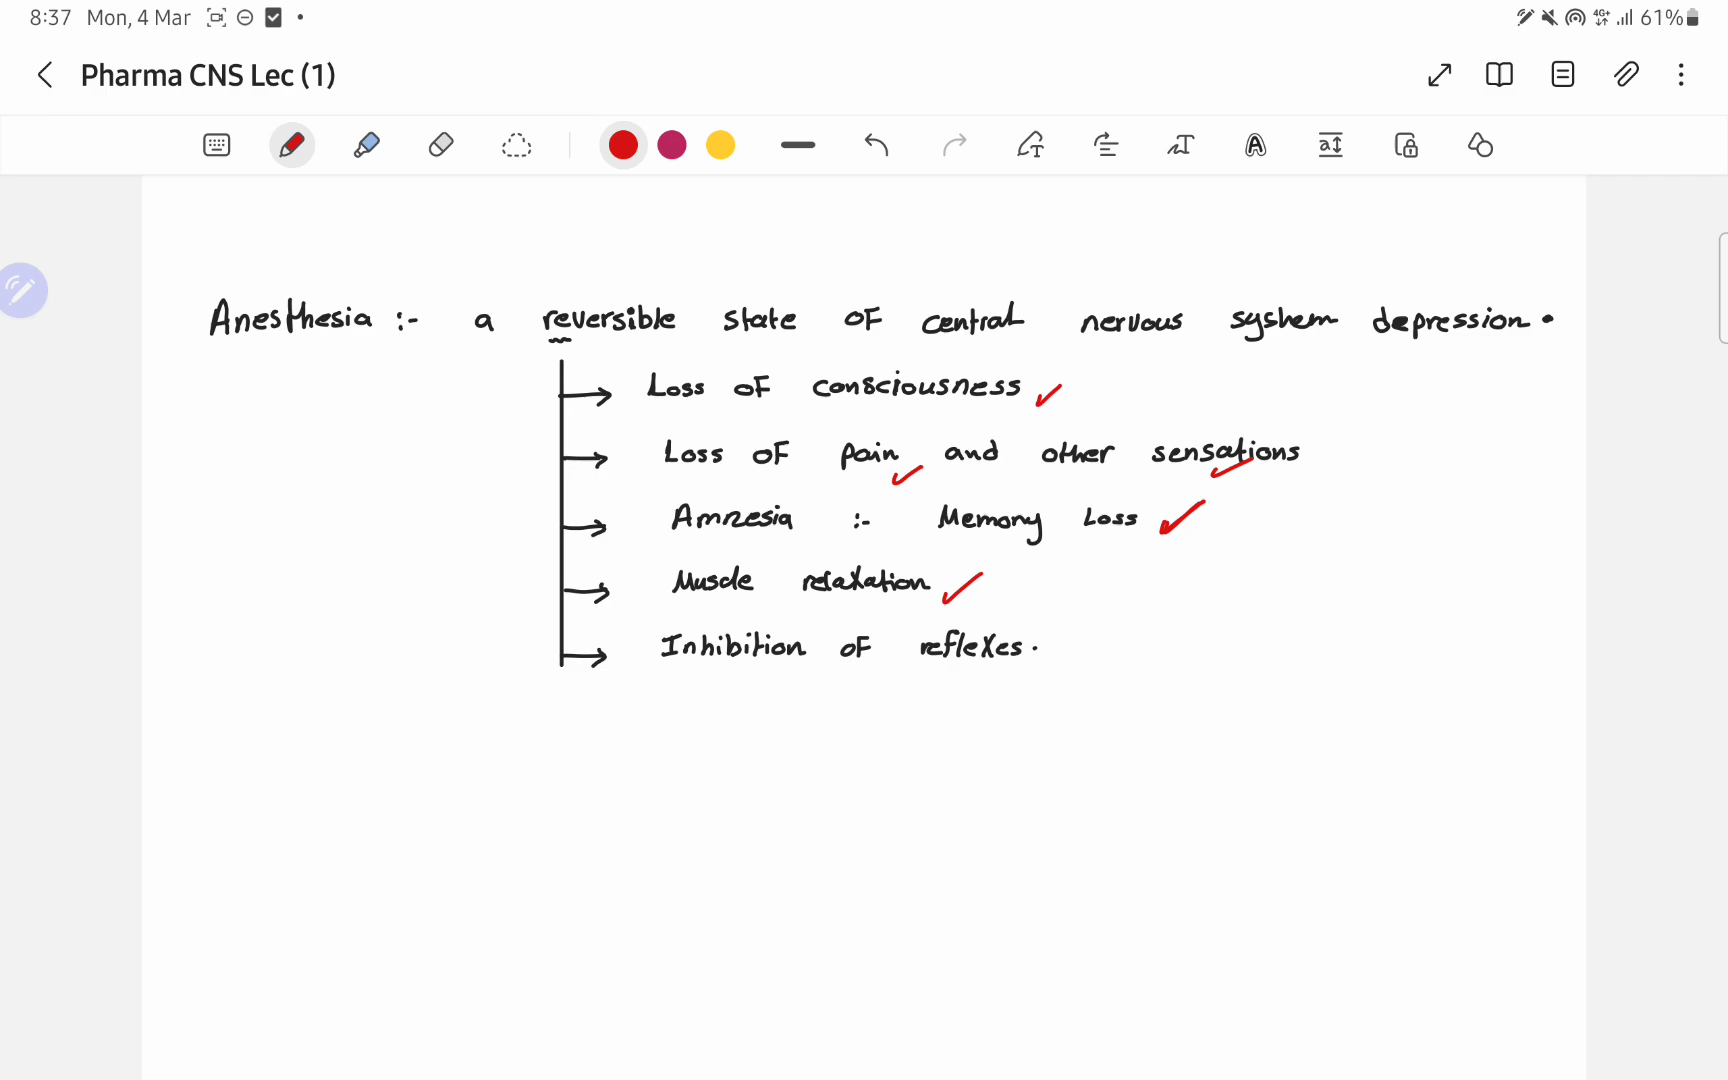 8:37 Mon, 4 Mar 4G+ 61%
Pharma CNS Lec (1)
Anesthesia :- a reversible state of central nervous system depression.
Loss of consciousness
Loss of pain and other sensations
Amnesia :- Memory Loss
Muscle relaxation
Inhibition of reflexes.